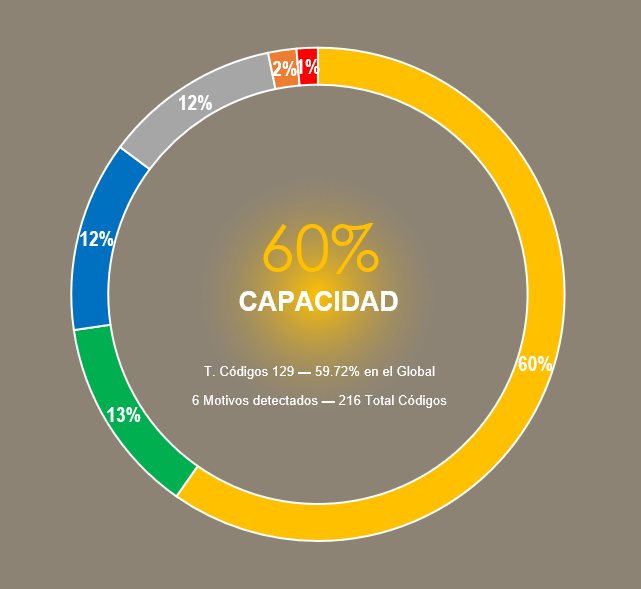 2%
1%
12%
12%
60%
CAPACIDAD
60%
T. Códigos 129 — 59.72% en el Global
6 Motivos detectados — 216 Total Códigos
13%